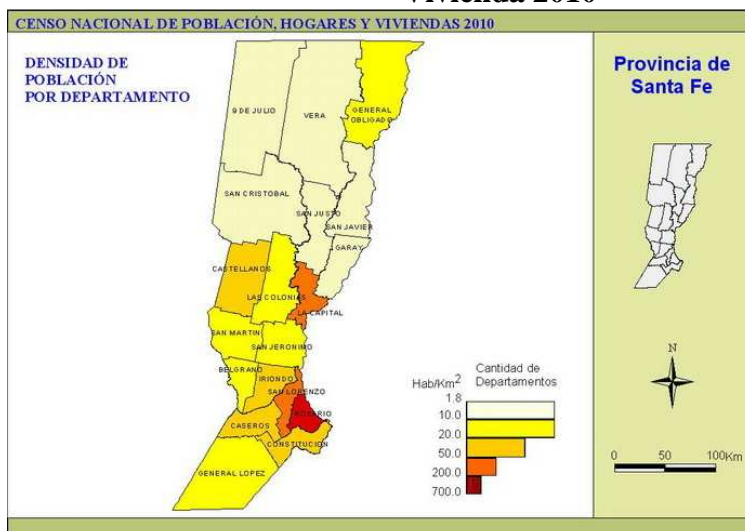 Vivienda 2010
CENSO NACIONAL DE POBLACIÓN, HOGARES Y VIVIENDAS 2010
DENSIDAD DE
POBLACIÓN
POR DEPARTAMENTO
9 DE JULIO
VERA
GENERAL
OBLIGADO
SAN CRISTOBAL
SAN JUSTO
SAN JAVIER
GARAY
CASTELLANOS
LAS COLONIAS
LA CAPITAL
SAN MARTIN
SAN JERONIMO
BELGRANO
IRIONDO
SAN LORENZO
ROSARIO
CASEROS
CONSTITUCIÓN
GENERAL LOPEZ
Hab/Km2
Cantidad de
Departamentos
1.8
10.0
20.0
50.0
200.0
700.0
Provincia de
Santa Fe
N
0 50 100Km